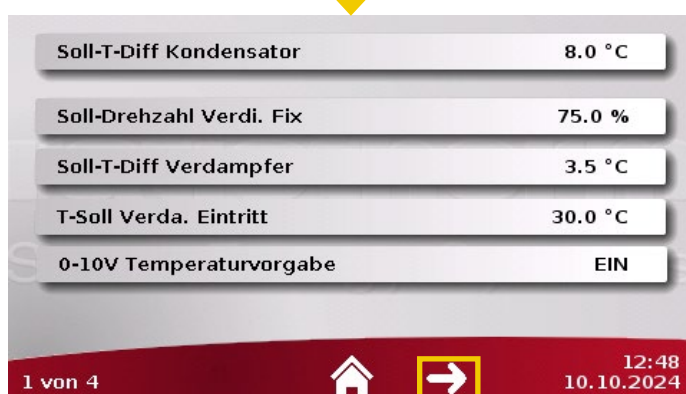 Soll-T-Diff Kondensator 8.0 °C
Soll-Drehzahl Verdi. Fix 75.0 %
Soll-T-Diff Verdampfer 3.5 °C
T-Soll Verda. Eintritt 30.0 °C
0-10V Temperaturvorgabe EIN
12:48
1 von 4 10.10.2024